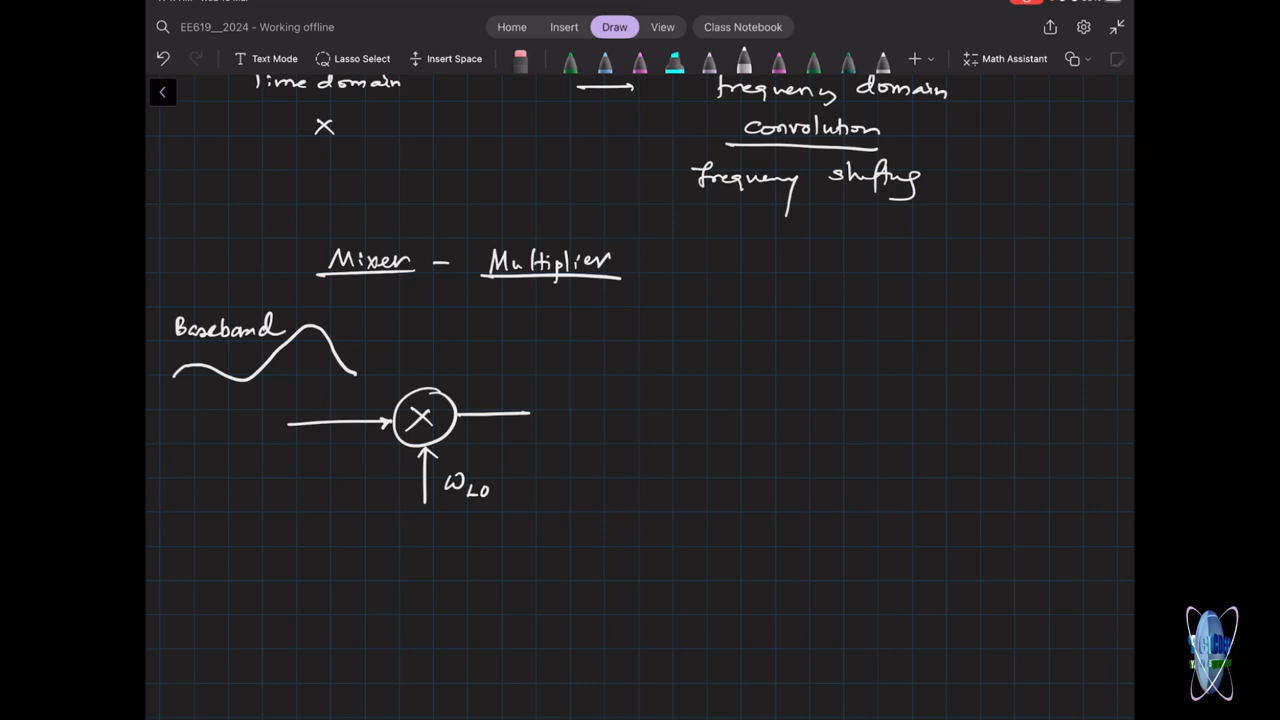 EE619__2024 - Working offline
Home Insert Draw View Class Notebook
Text Mode Lasso Select Insert Space Math Assistant
Time domain → frequency domain
× convolution
frequency shifting
Mixer - Multiplier
Baseband
×
ωLO